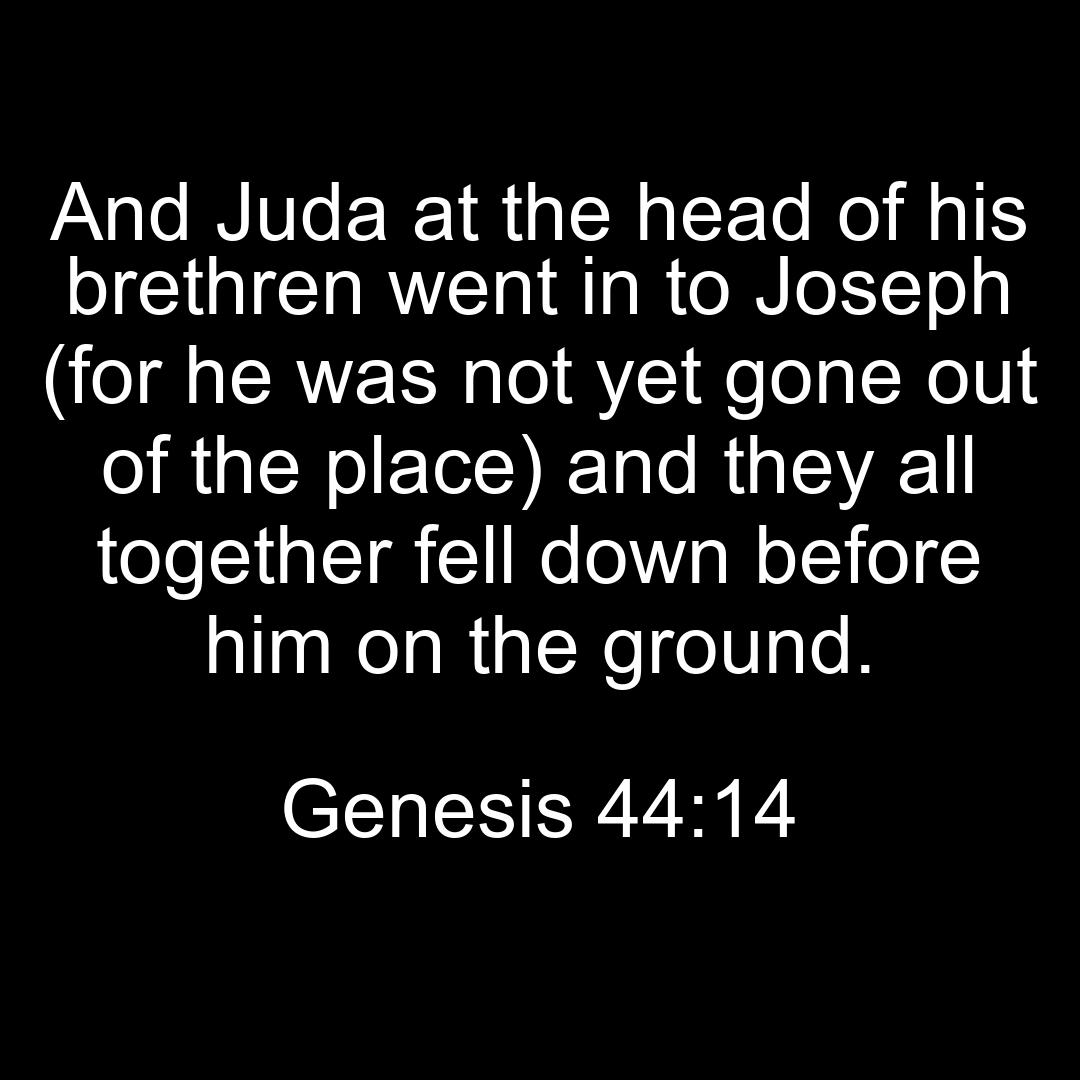 And Juda at the head of his
brethren went in to Joseph
(for he was not yet gone out
of the place) and they all
together fell down before
him on the ground.
Genesis 44:14